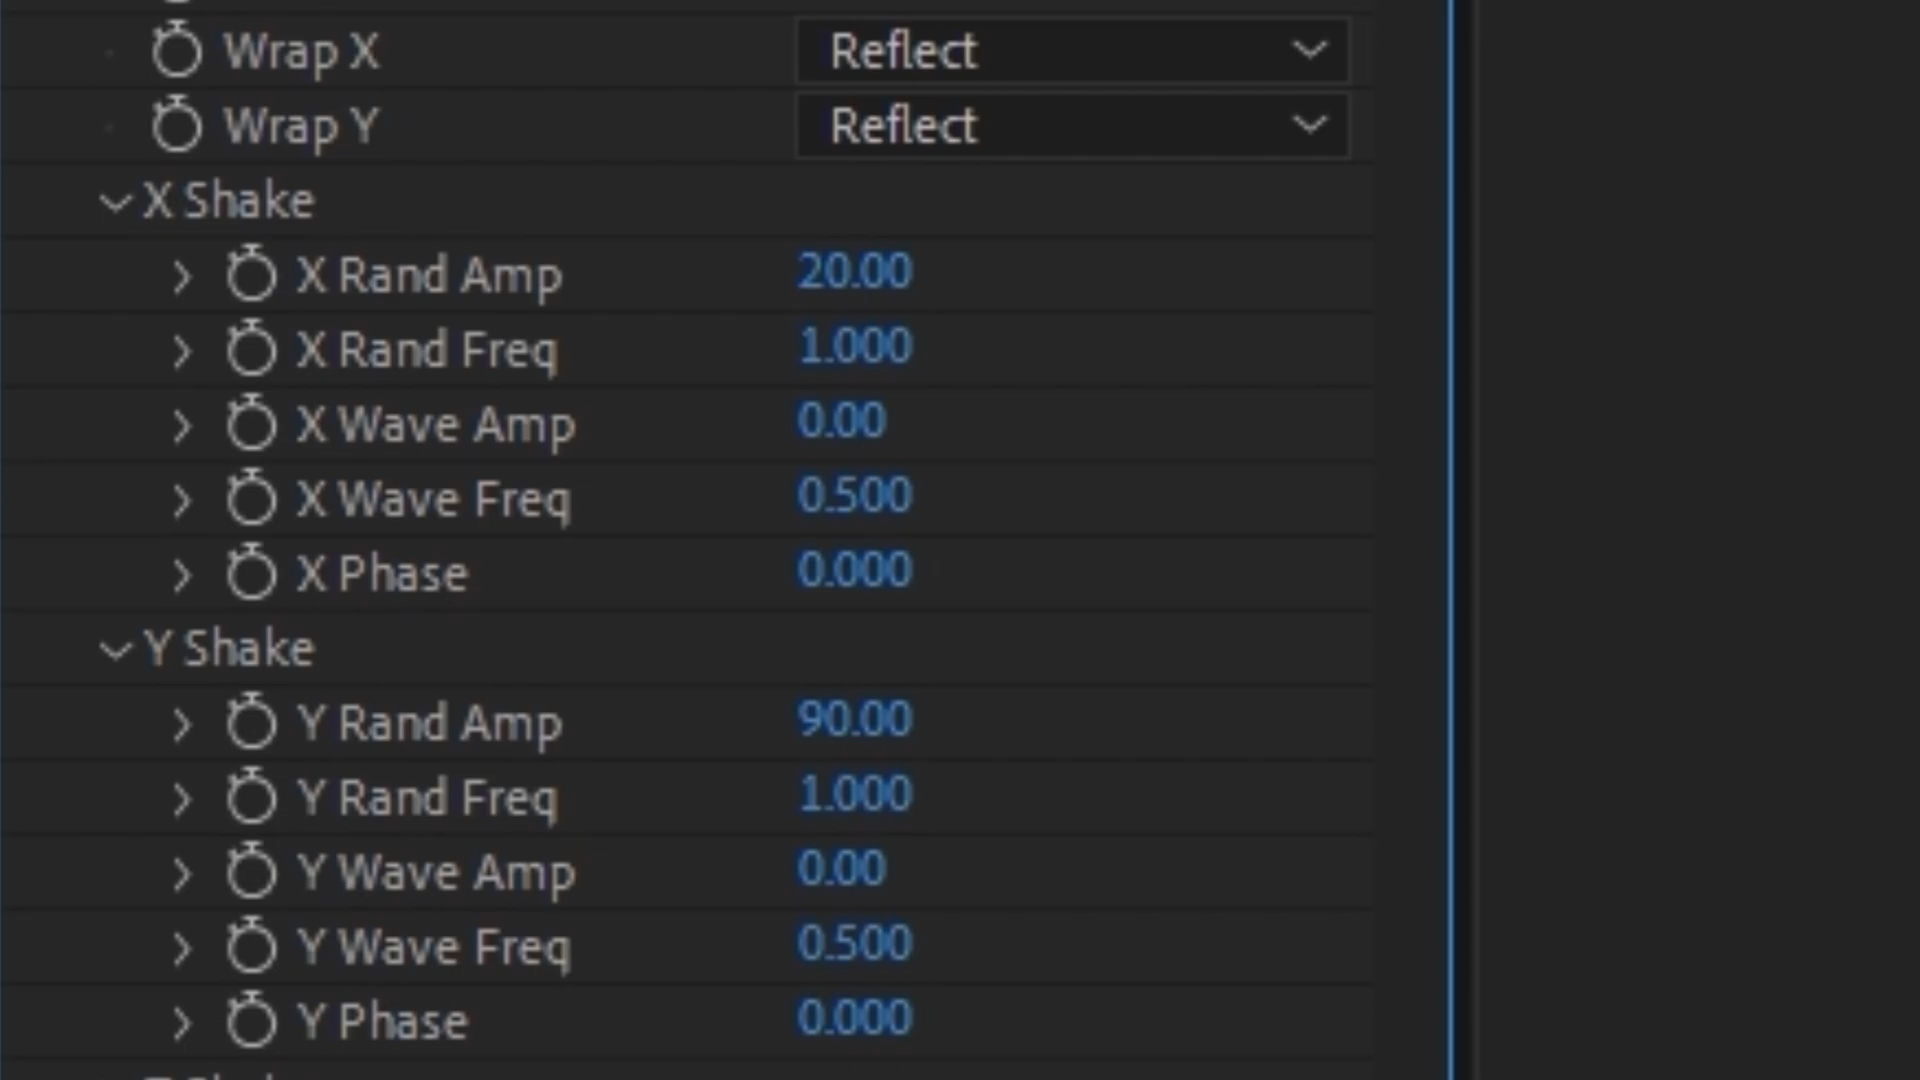 Wrap X Reflect
Wrap Y Reflect
X Shake
X Rand Amp 20.00
X Rand Freq 1.000
X Wave Amp 0.00
X Wave Freq 0.500
X Phase 0.000
Y Shake
Y Rand Amp 90.00
Y Rand Freq 1.000
Y Wave Amp 0.00
Y Wave Freq 0.500
Y Phase 0.000